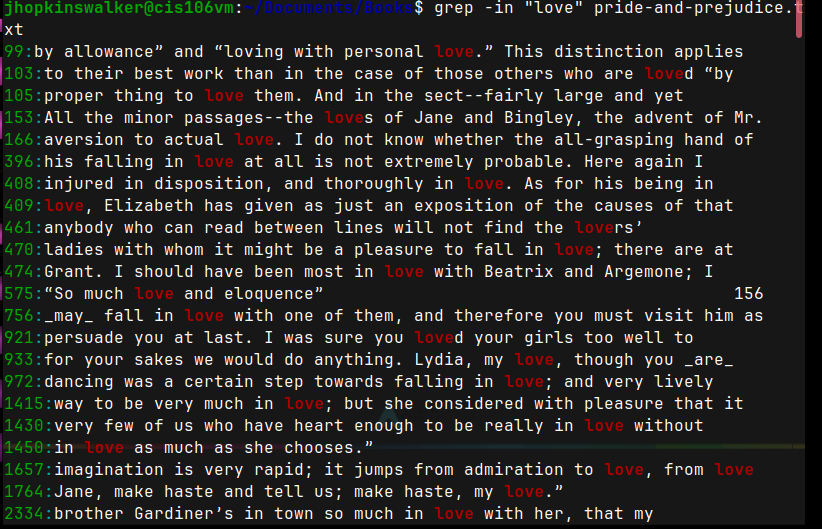 jhopkinswalker@cis106vm:~/Documents/Books$ grep -in "love" pride-and-prejudice.t
xt
99:by allowance” and “loving with personal love.” This distinction applies
103:to their best work than in the case of those others who are loved “by
105:proper thing to love them. And in the sect--fairly large and yet
153:All the minor passages--the loves of Jane and Bingley, the advent of Mr.
166:aversion to actual love. I do not know whether the all-grasping hand of
396:his falling in love at all is not extremely probable. Here again I
408:injured in disposition, and thoroughly in love. As for his being in
409:love, Elizabeth has given as just an exposition of the causes of that
461:anybody who can read between lines will not find the lovers’
470:ladies with whom it might be a pleasure to fall in love; there are at
474:Grant. I should have been most in love with Beatrix and Argemone; I
575:“So much love and eloquence” 156
756:_may_ fall in love with one of them, and therefore you must visit him as
921:persuade you at last. I was sure you loved your girls too well to
933:for your sakes we would do anything. Lydia, my love, though you _are_
972:dancing was a certain step towards falling in love; and very lively
1415:way to be very much in love; but she considered with pleasure that it
1430:very few of us who have heart enough to be really in love without
1450:in love as much as she chooses.”
1657:imagination is very rapid; it jumps from admiration to love, from love
1764:Jane, make haste and tell us; make haste, my love.”
2334:brother Gardiner’s in town so much in love with her, that my